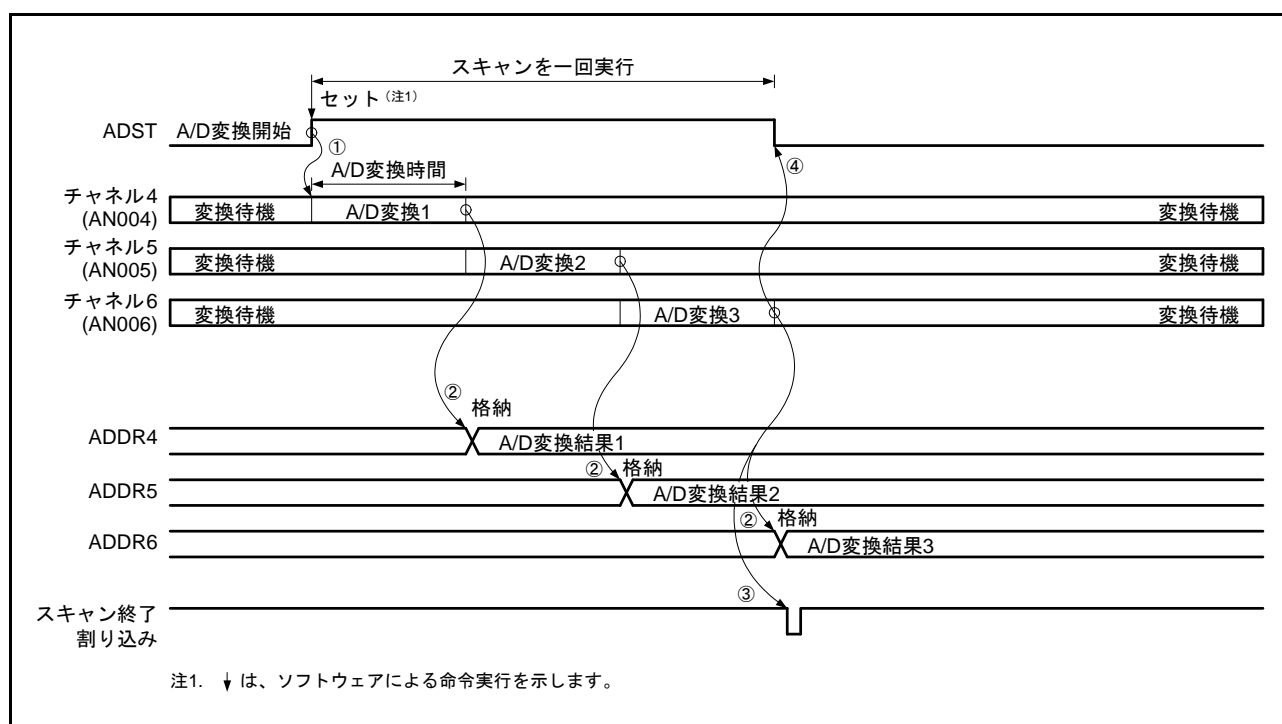 スキャンを一回実行
セット（注1）
ADST A/D変換開始
①
④
A/D変換時間
チャネル4
(AN004)
変換待機 A/D変換1 変換待機
チャネル5
(AN005)
変換待機 A/D変換2 変換待機
チャネル6
(AN006)
変換待機 A/D変換3 変換待機
② 格納
ADDR4 A/D変換結果1
② 格納
ADDR5 A/D変換結果2
② 格納
ADDR6 A/D変換結果3
③
スキャン終了
割り込み
注1. ↓は、ソフトウェアによる命令実行を示します。